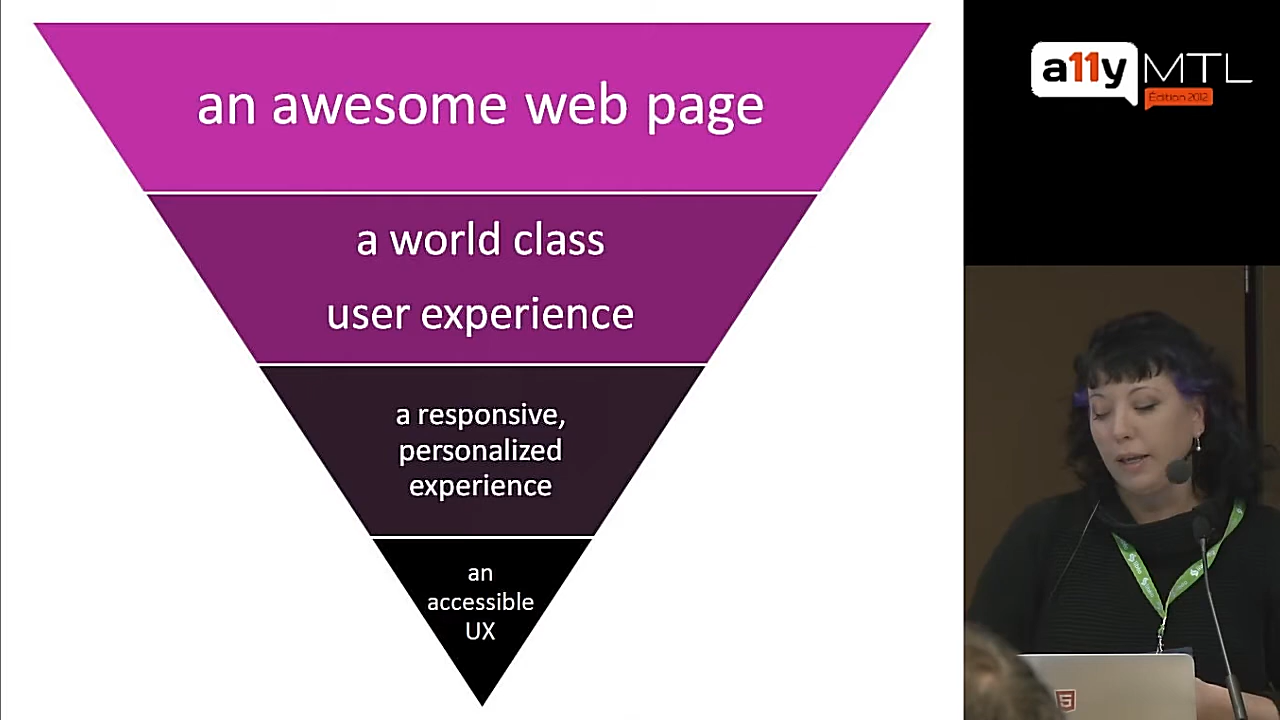 an awesome web page
a world class
user experience
a responsive,
personalized
experience
an
accessible
UX
a11y MTL
Édition 2012